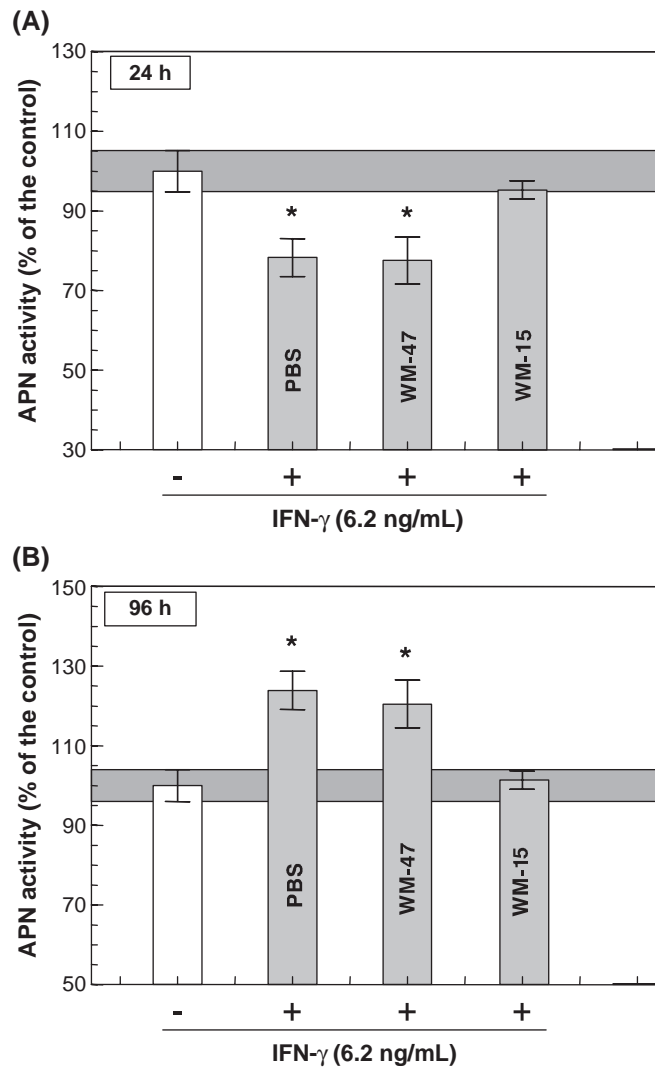 (A)
130
24 h
110
90
70
50
30
APN activity (% of the control)
*
*
PBS
WM-47
WM-15
- + + +
IFN-γ (6.2 ng/mL)
(B)
150
96 h
130
110
90
70
50
APN activity (% of the control)
*
*
PBS
WM-47
WM-15
- + + +
IFN-γ (6.2 ng/mL)